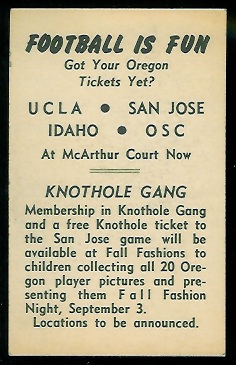 FOOTBALL IS FUN
Got Your Oregon
Tickets Yet?
UCLA ● SAN JOSE
IDAHO ● OSC
At McArthur Court Now
KNOTHOLE GANG
Membership in Knothole Gang
and a free Knothole ticket to
the San Jose game will be
available at Fall Fashions to
children collecting all 20 Ore-
gon player pictures and pre-
senting them Fall Fashion
Night, September 3.
Locations to be announced.